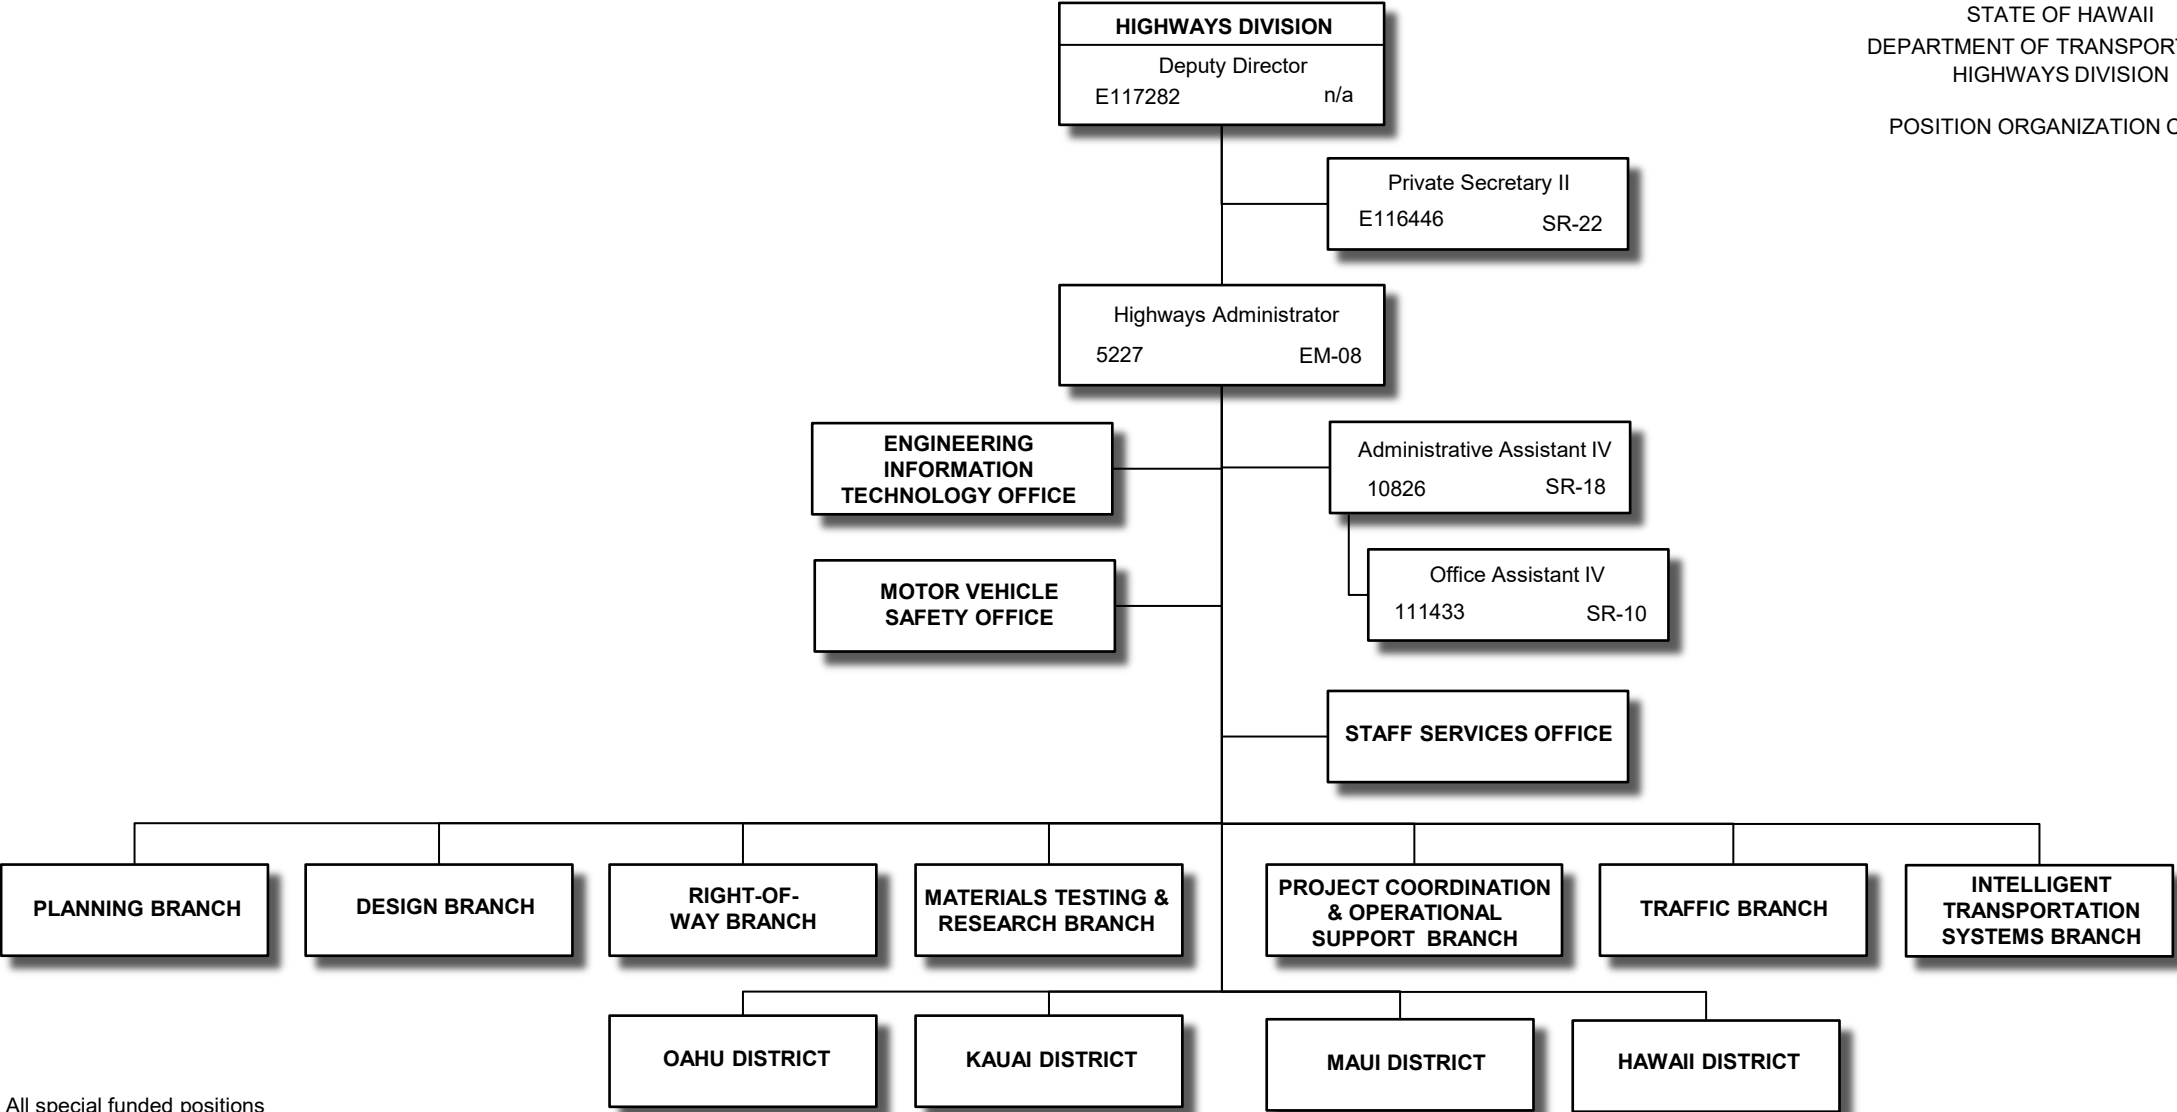 STATE OF HAWAII
DEPARTMENT OF
HIGHWAYS DIVISION
POSITION ORGANIZATION
HIGHWAYS DIVISION
Deputy Director
E117282 n/a
Private Secretary II
E116446 SR-22
Highways Administrator
5227 EM-08
ENGINEERING
INFORMATION
TECHNOLOGY OFFICE
Administrative Assistant IV
10826 SR-18
Office Assistant IV
111433 SR-10
MOTOR VEHICLE
SAFETY OFFICE
STAFF SERVICES OFFICE
PLANNING BRANCH
DESIGN BRANCH
RIGHT-OF-
WAY BRANCH
MATERIALS TESTING &
RESEARCH BRANCH
PROJECT COORDINATION
& OPERATIONAL
SUPPORT BRANCH
TRAFFIC BRANCH
INTELLIGENT
TRANSPORTATION
SYSTEMS BRANCH
OAHU DISTRICT
KAUAI DISTRICT
MAUI DISTRICT
HAWAII DISTRICT
All special funded positions